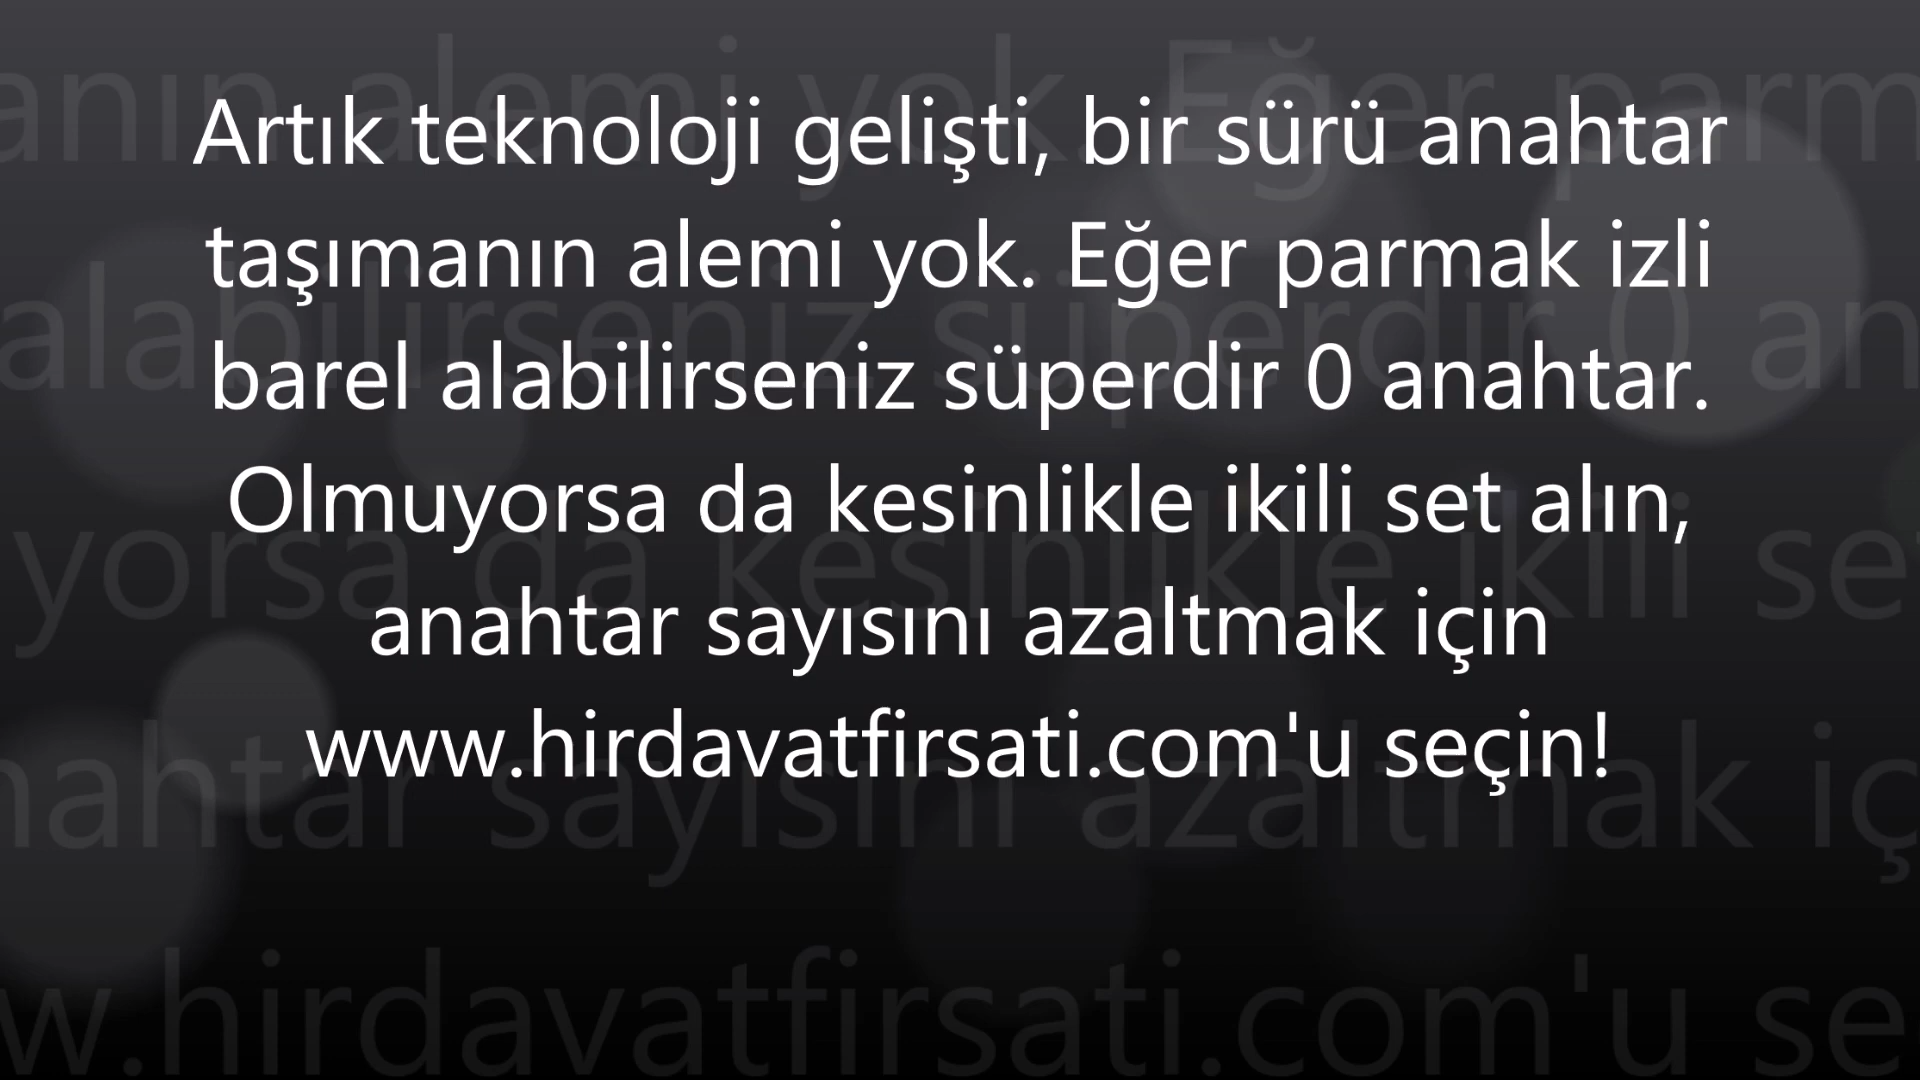 Artık teknoloji gelişti, bir sürü anahtar
taşımanın alemi yok. Eğer parmak izli
barel alabilirseniz süperdir 0 anahtar.
Olmuyorsa da kesinlikle ikili set alın,
anahtar sayısını azaltmak için
www.hirdavatfirsati.com'u seçin!